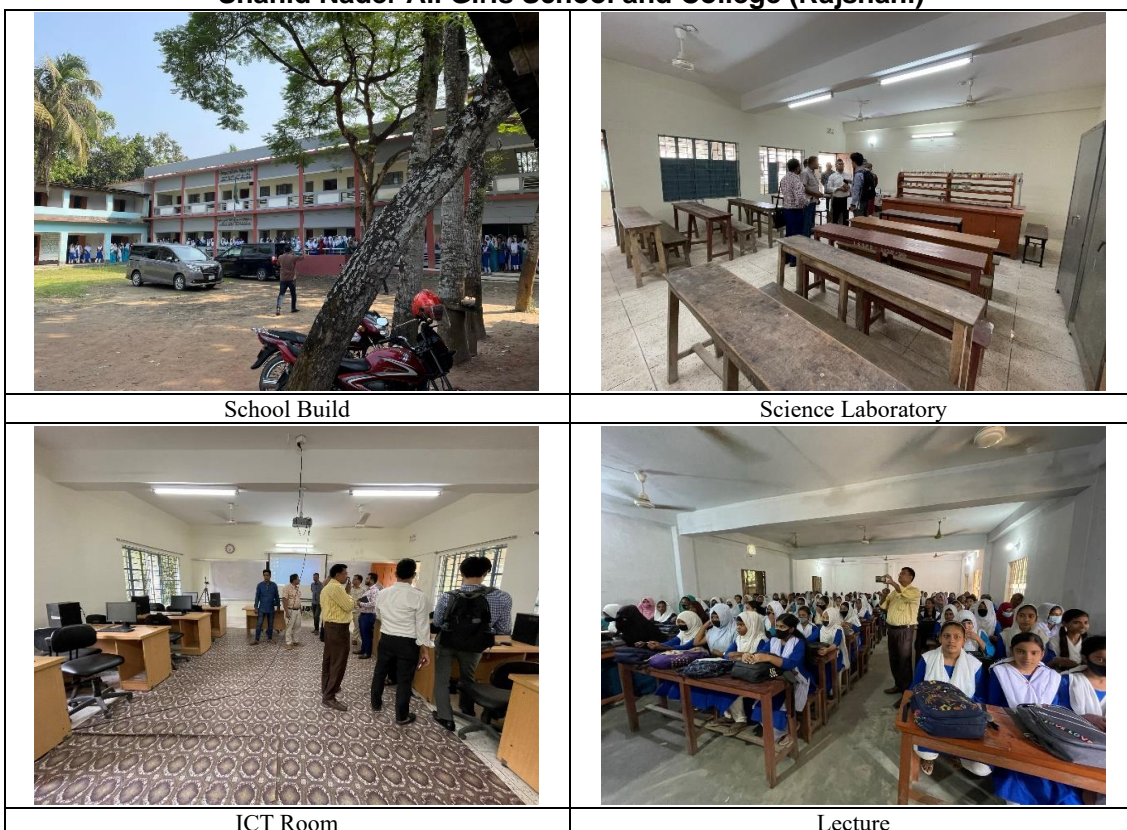 Shahid Nader Ali Girls School and College (Rajshahi)
School Build
Science Laboratory
ICT Room
Lecture